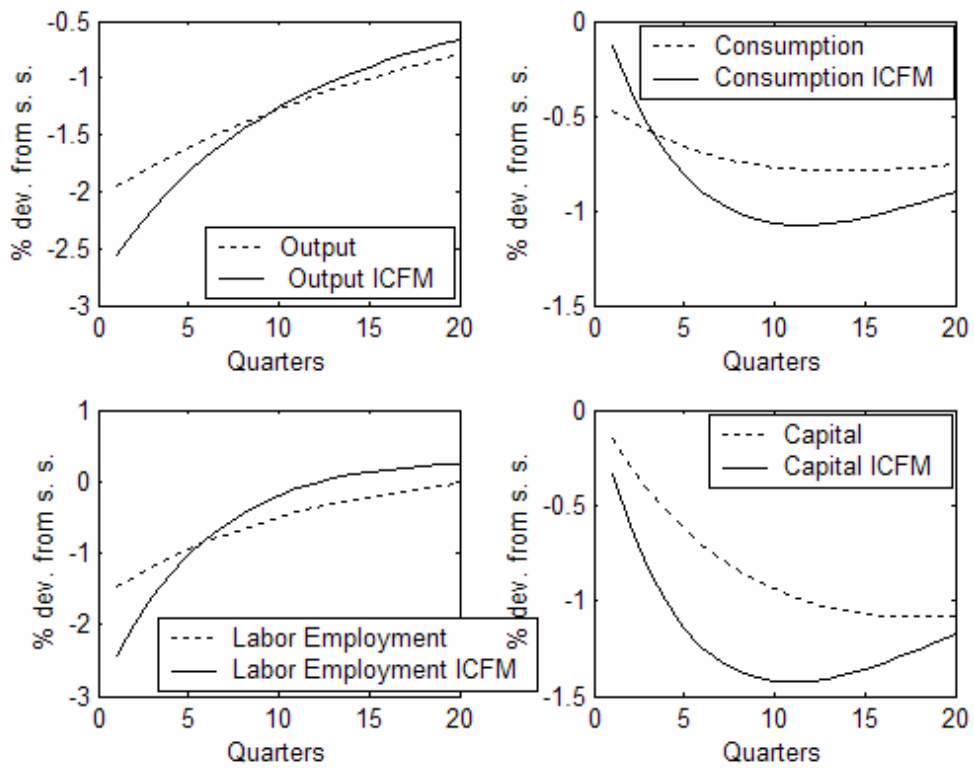 -0.5
-1
-1.5
-2
-2.5
-3
% dev. from s. s.
Output
Output ICFM
0 5 10 15 20
Quarters
0
-0.5
-1
-1.5
% dev. from s. s.
Consumption
Consumption ICFM
0 5 10 15 20
Quarters
1
0
-1
-2
-3
% dev. from s. s.
Labor Employment
Labor Employment ICFM
0 5 10 15 20
Quarters
0
-0.5
-1
-1.5
% dev. from s. s.
Capital
Capital ICFM
0 5 10 15 20
Quarters